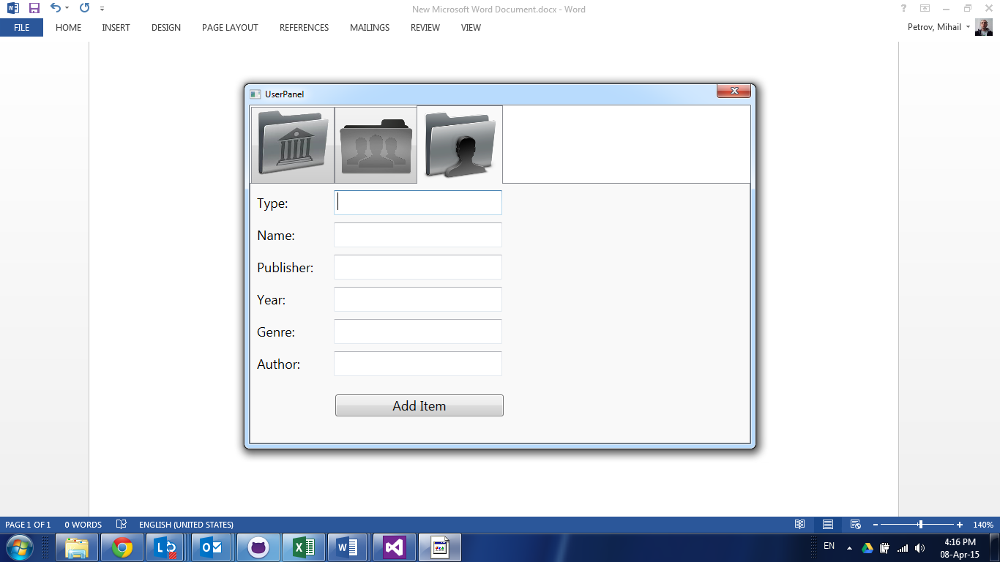 New Microsoft Word Document.docx - Word
FILE HOME INSERT DESIGN PAGE LAYOUT REFERENCES MAILINGS REVIEW VIEW Petrov, Mihail
UserPanel
Type:
Name:
Publisher:
Year:
Genre:
Author:
Add Item
PAGE 1 OF 1 0 WORDS ENGLISH (UNITED STATES) 140%
EN 4:16 PM
08-Apr-15